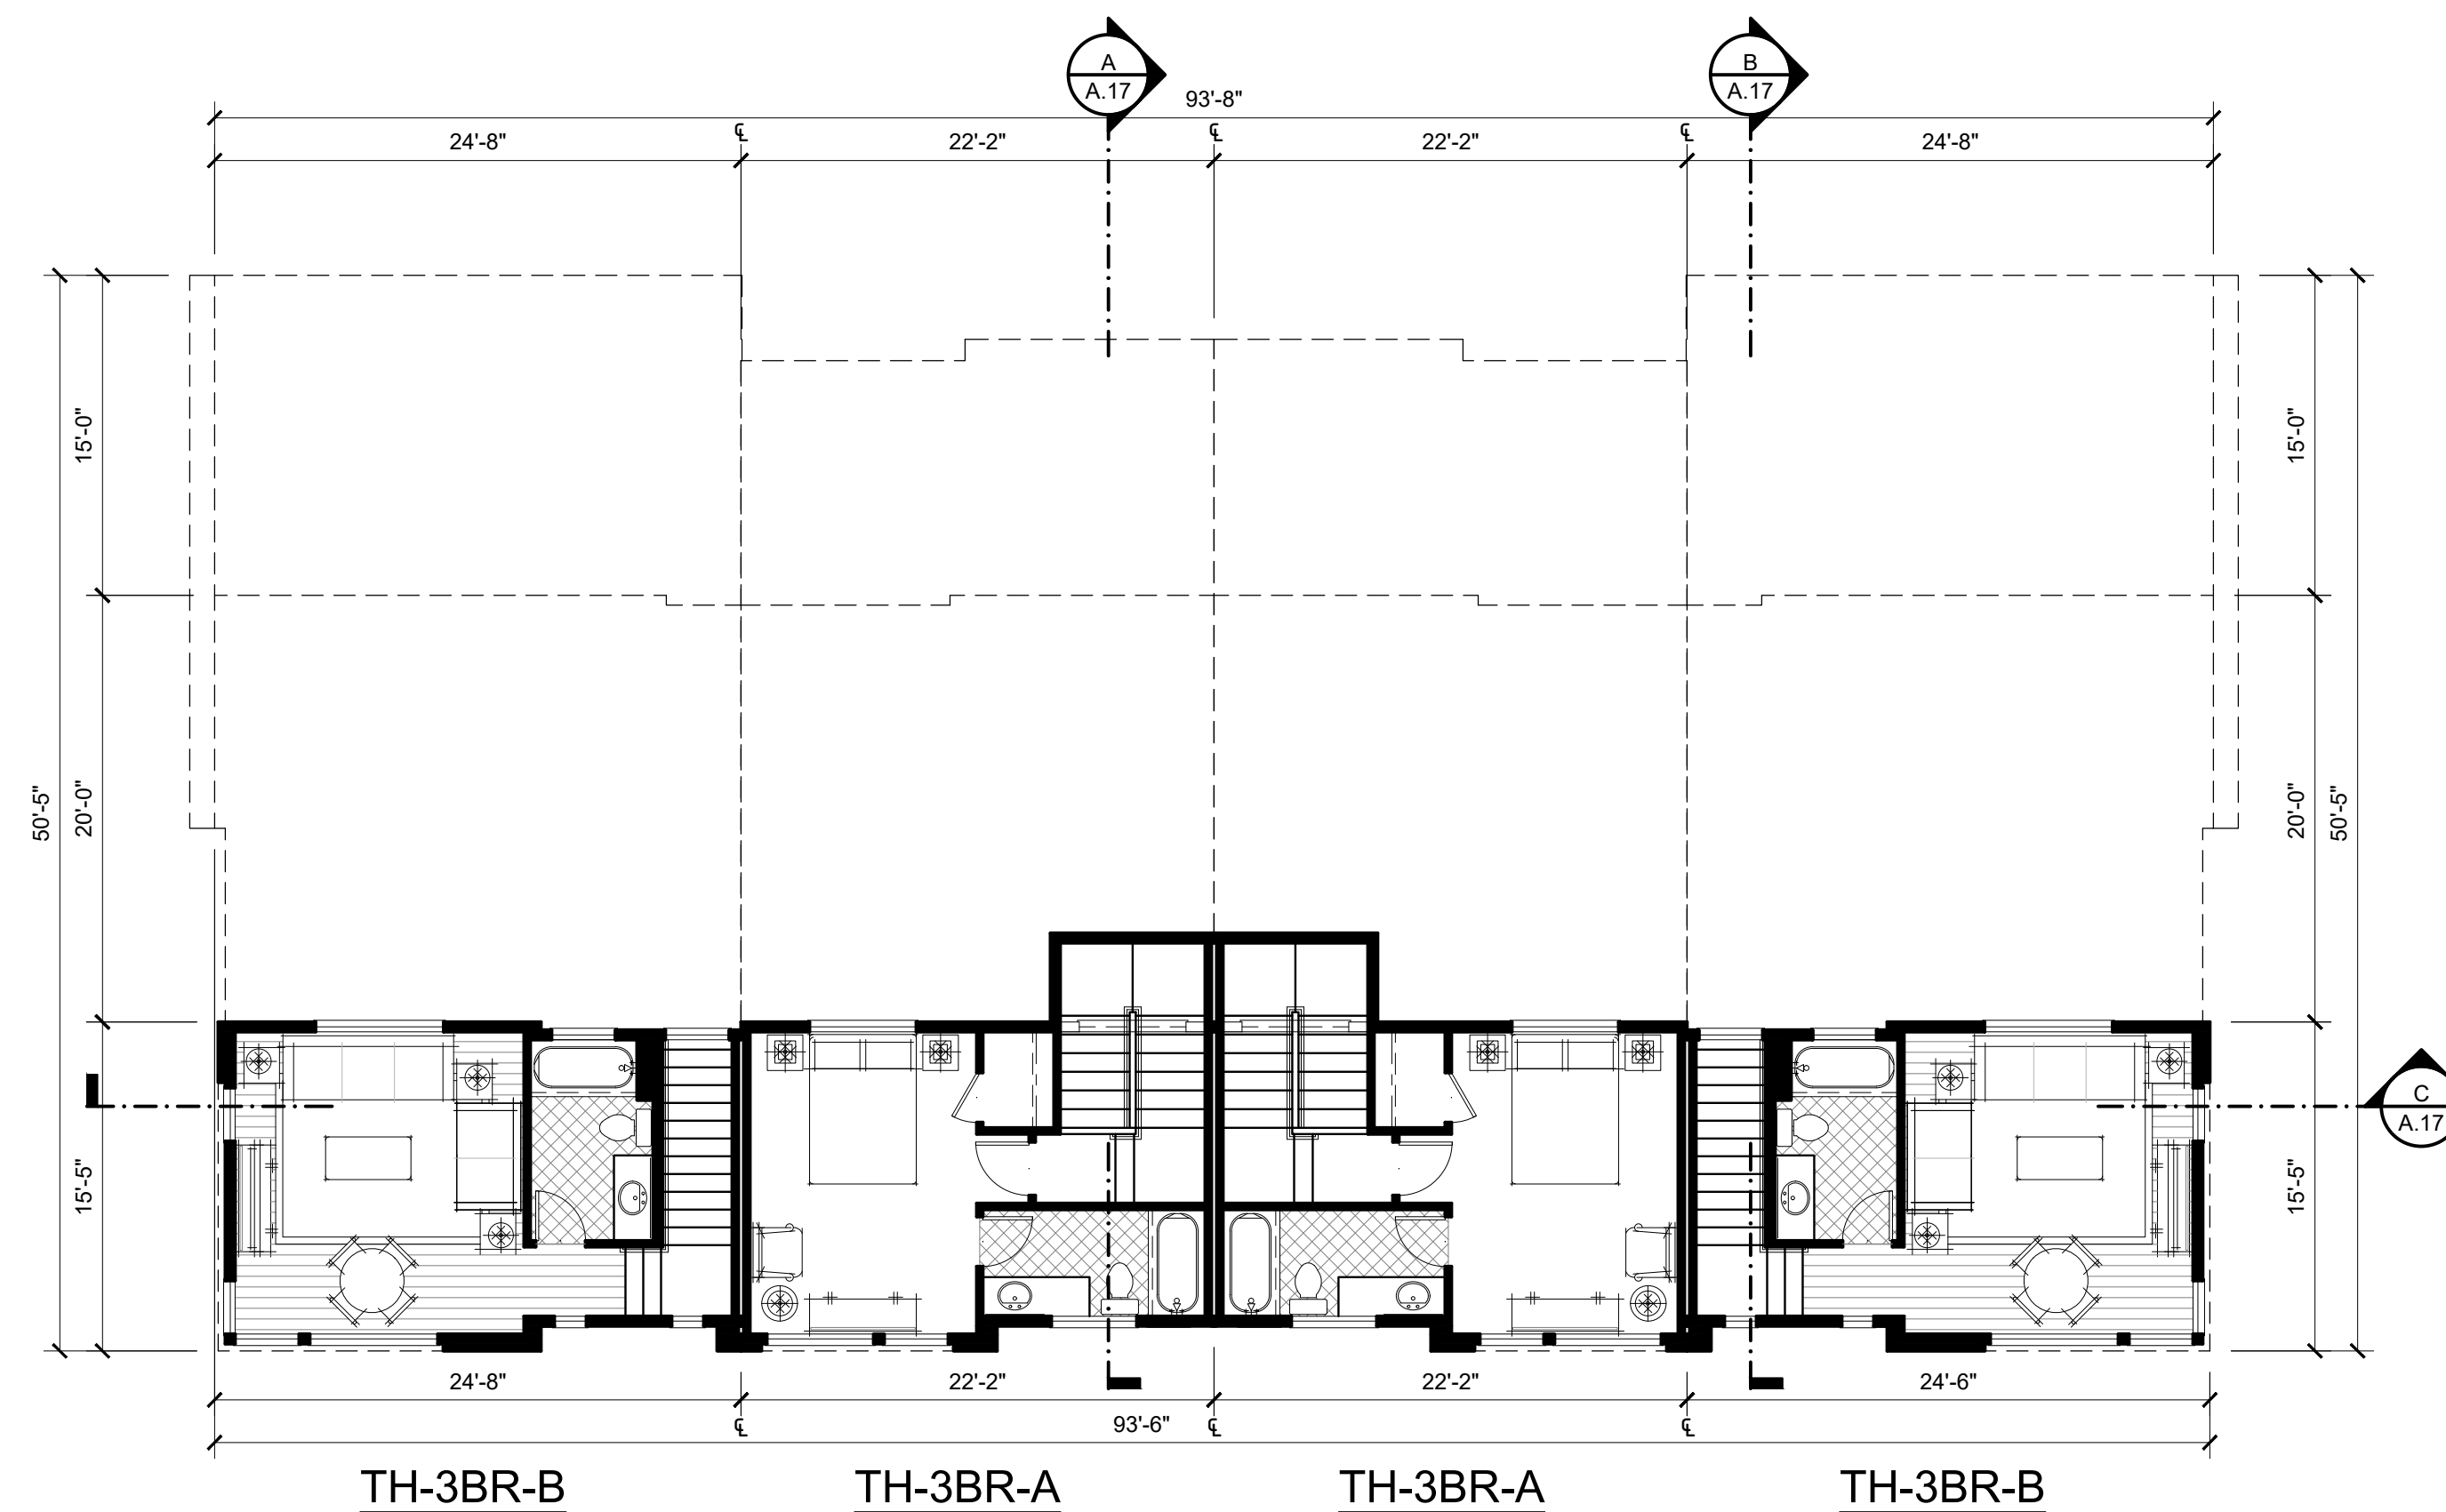 A
A.17
B
A.17
93'-8"
24'-8"
℄
22'-2"
℄
22'-2"
℄
24'-8"
15'-0"
15'-0"
50'-5"
20'-0"
20'-0"
50'-5"
C
A.17
15'-5"
15'-5"
24'-8"
22'-2"
22'-2"
24'-6"
℄
93'-6"
℄
℄
TH-3BR-B
TH-3BR-A
TH-3BR-A
TH-3BR-B